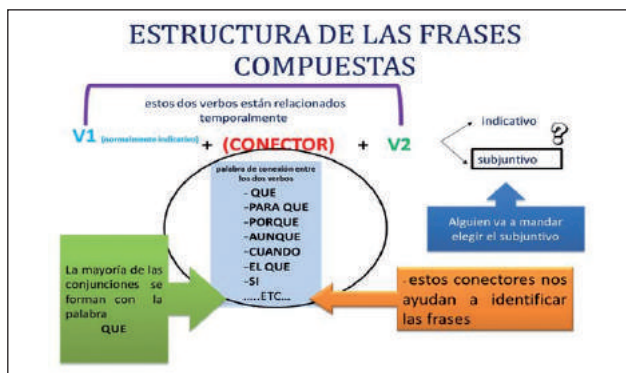 ESTRUCTURA DE LAS FRASES
COMPUESTAS
estos dos verbos están relacionados
temporalmente
V1 (normalmente indicativo) + (CONECTOR) + V2
indicativo
?
subjuntivo
palabra de conexión entre
los dos verbos
- QUE
-PARA QUE
-PORQUE
-AUNQUE
-CUANDO
-EL QUE
-SI
.....ETC...
Alguien va a mandar
elegir el subjuntivo
La mayoría de las
conjunciones se
forman con la
palabra
QUE
-estos conectores nos
ayudan a identificar
las frases